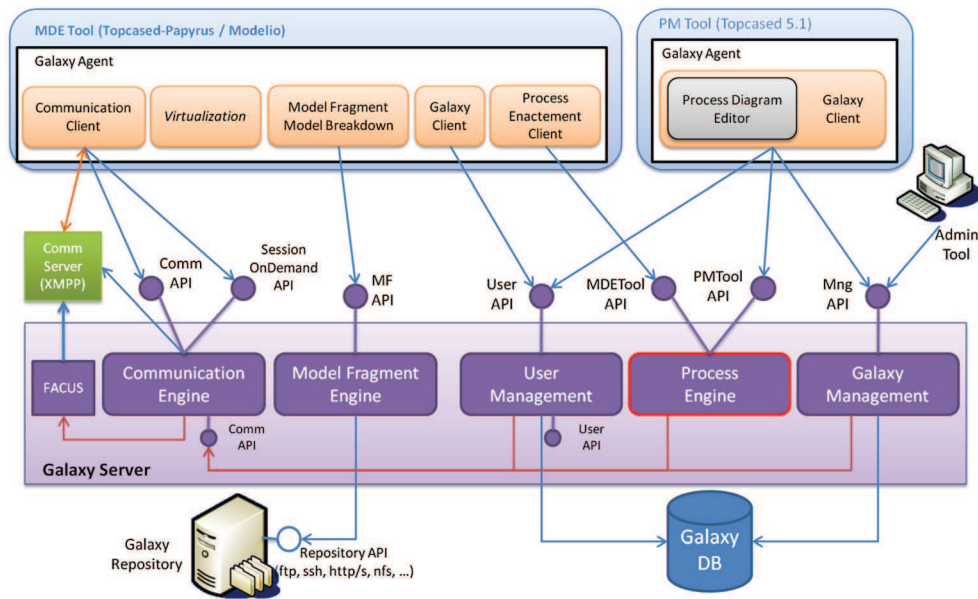 MDE Tool (Topcased-Papyrus / Modelio)
PM Tool (Topcased 5.1)
Galaxy Agent
Galaxy Agent
Communication
Client
Virtualization
Model Fragment
Model Breakdown
Galaxy
Client
Process
Enactement
Client
Process Diagram
Editor
Galaxy
Client
Admin
Tool
Comm
Server
(XMPP)
Comm
API
Session
OnDemand
API
MF
API
User
API
MDETool
API
PMTool
API
Mng
API
FACUS
Communication
Engine
Model Fragment
Engine
User
Management
Process
Engine
Galaxy
Management
Comm
API
User
API
Galaxy Server
Galaxy
Repository
Repository API
(ftp, ssh, http/s, nfs, ...)
Galaxy
DB